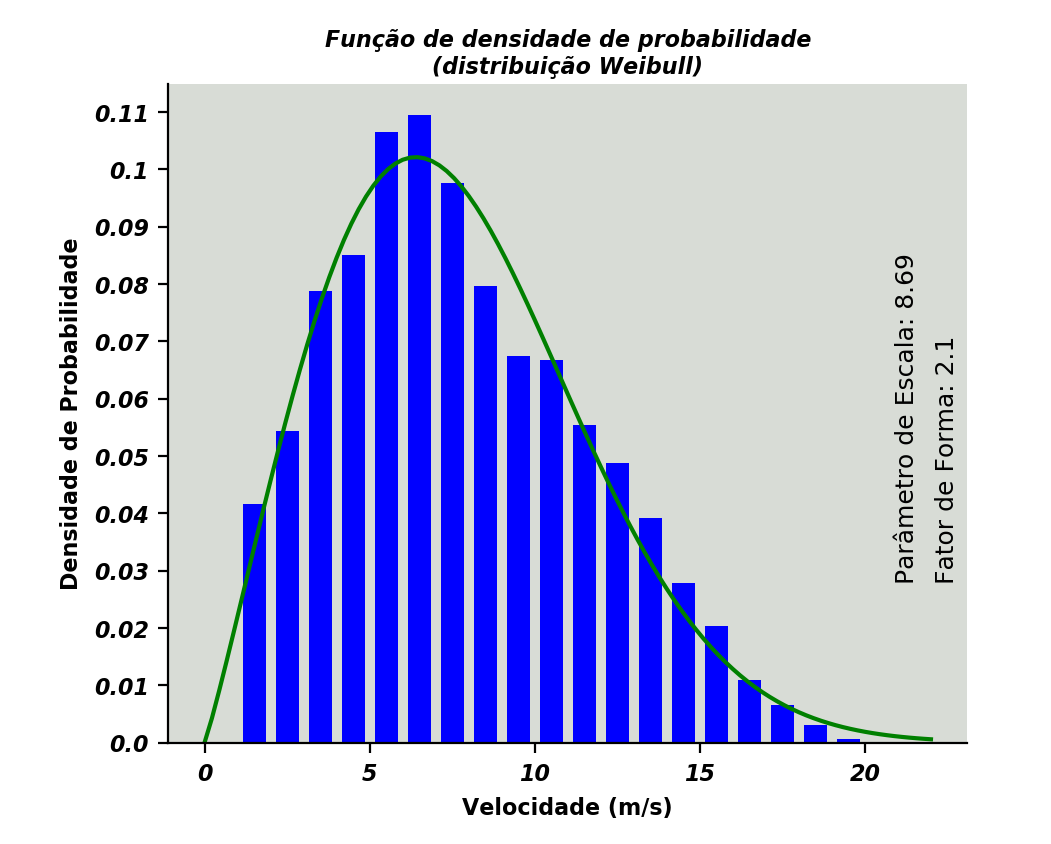 Função de densidade de probabilidade
(distribuição Weibull)
Densidade de Probabilidade
0.11
0.1
0.09
0.08
0.07
0.06
0.05
0.04
0.03
0.02
0.01
0.0
Parâmetro de Escala: 8.69
Fator de Forma: 2.1
0 5 10 15 20
Velocidade (m/s)